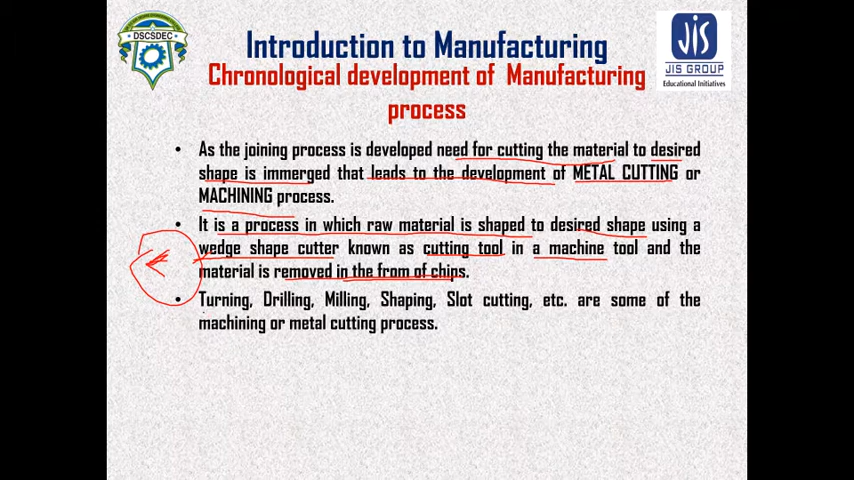 DSCSDEC
JIS
JIS GROUP
Educational Initiatives
Introduction to Manufacturing
Chronological development of Manufacturing
process
• As the joining process is developed need for cutting the material to desired
shape is immerged that leads to the development of METAL CUTTING or
MACHINING process.
• It is a process in which raw material is shaped to desired shape using a
wedge shape cutter known as cutting tool in a machine tool and the
material is removed in the from of chips.
• Turning, Drilling, Milling, Shaping, Slot cutting, etc. are some of the
machining or metal cutting process.